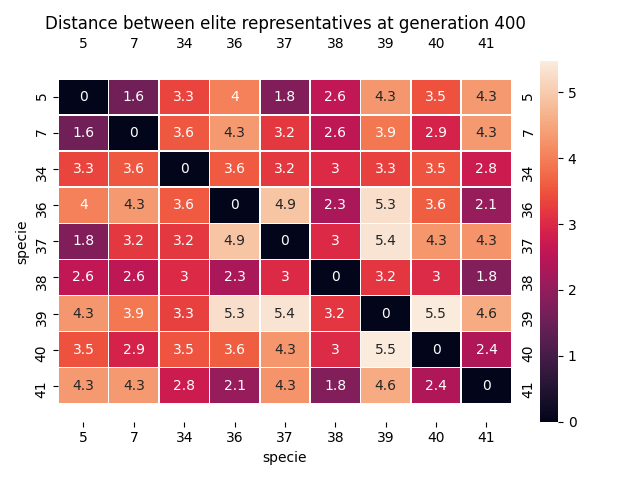 Distance between elite representatives at generation 400
5 7 34 36 37 38 39 40 41
5 0 1.6 3.3 4 1.8 2.6 4.3 3.5 4.3 5
7 1.6 0 3.6 4.3 3.2 2.6 3.9 2.9 4.3 7
34 3.3 3.6 0 3.6 3.2 3 3.3 3.5 2.8 34
36 4 4.3 3.6 0 4.9 2.3 5.3 3.6 2.1 36
37 1.8 3.2 3.2 4.9 0 3 5.4 4.3 4.3 37
38 2.6 2.6 3 2.3 3 0 3.2 3 1.8 38
39 4.3 3.9 3.3 5.3 5.4 3.2 0 5.5 4.6 39
40 3.5 2.9 3.5 3.6 4.3 3 5.5 0 2.4 40
41 4.3 4.3 2.8 2.1 4.3 1.8 4.6 2.4 0 41
5 7 34 36 37 38 39 40 41
specie
specie
5
4
3
2
1
0